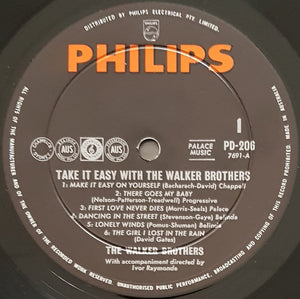 DISTRIBUTED BY PHILIPS ELECTRICAL PTY. LIMITED.
PHILIPS
AUS
AUS
PALACE MUSIC
1
PD-206
7691-A
TAKE IT EASY WITH THE WALKER BROTHERS
1- MAKE IT EASY ON YOURSELF (Bacharach-David) Chappell
2- THERE GOES MY BABY
(Nelson-Patterson-Treadwell) Progressive
3- FIRST LOVE NEVER DIES (Morris-Seals) Palace
4- DANCING IN THE STREET (Stevenson-Gaye) Belinda
5- LONELY WINDS (Pomus-Shuman) Belinda
6- THE GIRL I LOST IN THE RAIN
(David Gates)
THE WALKER BROTHERS
With accompaniment directed by
Ivor Raymonde
ALL RIGHTS OF THE MANUFACTURER AND OF THE OWNER OF THE RECORDED WORK RESERVED. UNAUTHORISED PUBLIC PERFORMANCE, BROADCASTING AND COPYING OF THIS RECORD PROHIBITED.
MADE IN AUSTRALIA